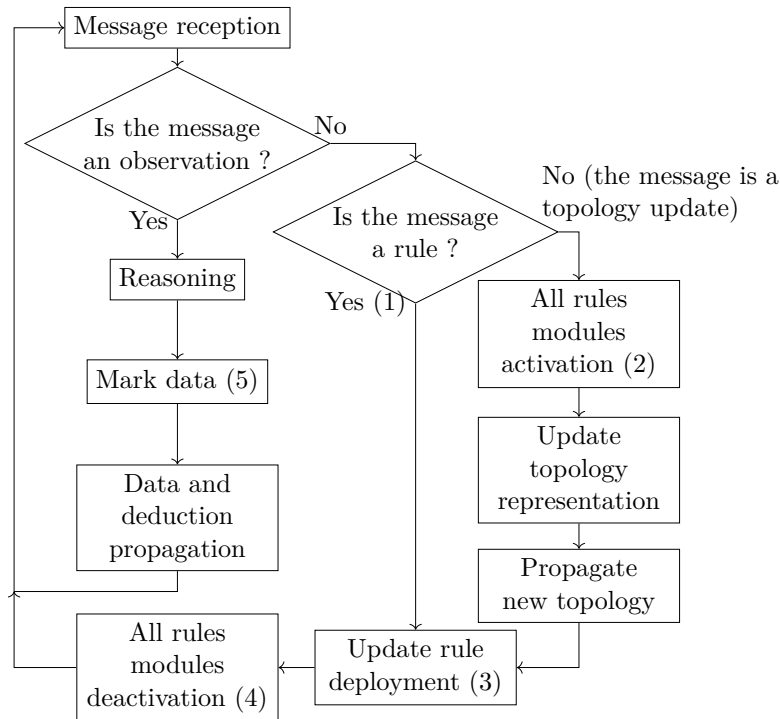 Message reception
Is the message
an observation ?
No
Yes
Is the message
a rule ?
No (the message is a
topology update)
Yes (1)
Reasoning
Mark data (5)
Data and
deduction
propagation
All rules
modules
activation (2)
Update
topology
representation
Propagate
new topology
Update rule
deployment (3)
All rules
modules
deactivation (4)